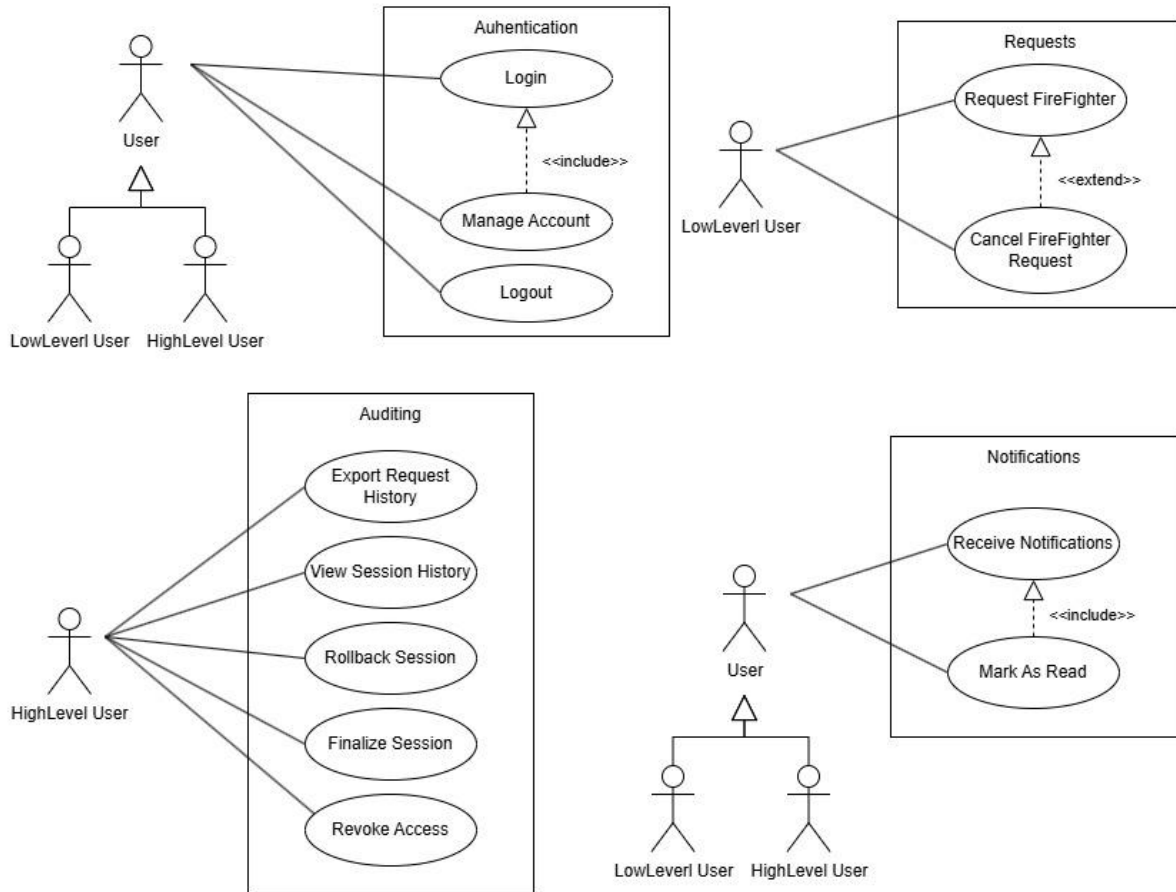 Auhentication
Login
User
<<include>>
Manage Account
Logout
LowLeverl User
HighLevel User
Requests
Request FireFighter
<<extend>>
LowLeverl User
Cancel FireFighter
Request
Auditing
Export Request
History
View Session History
Rollback Session
HighLevel User
Finalize Session
Revoke Access
Notifications
Receive Notifications
<<include>>
User
Mark As Read
LowLeverl User
HighLevel User